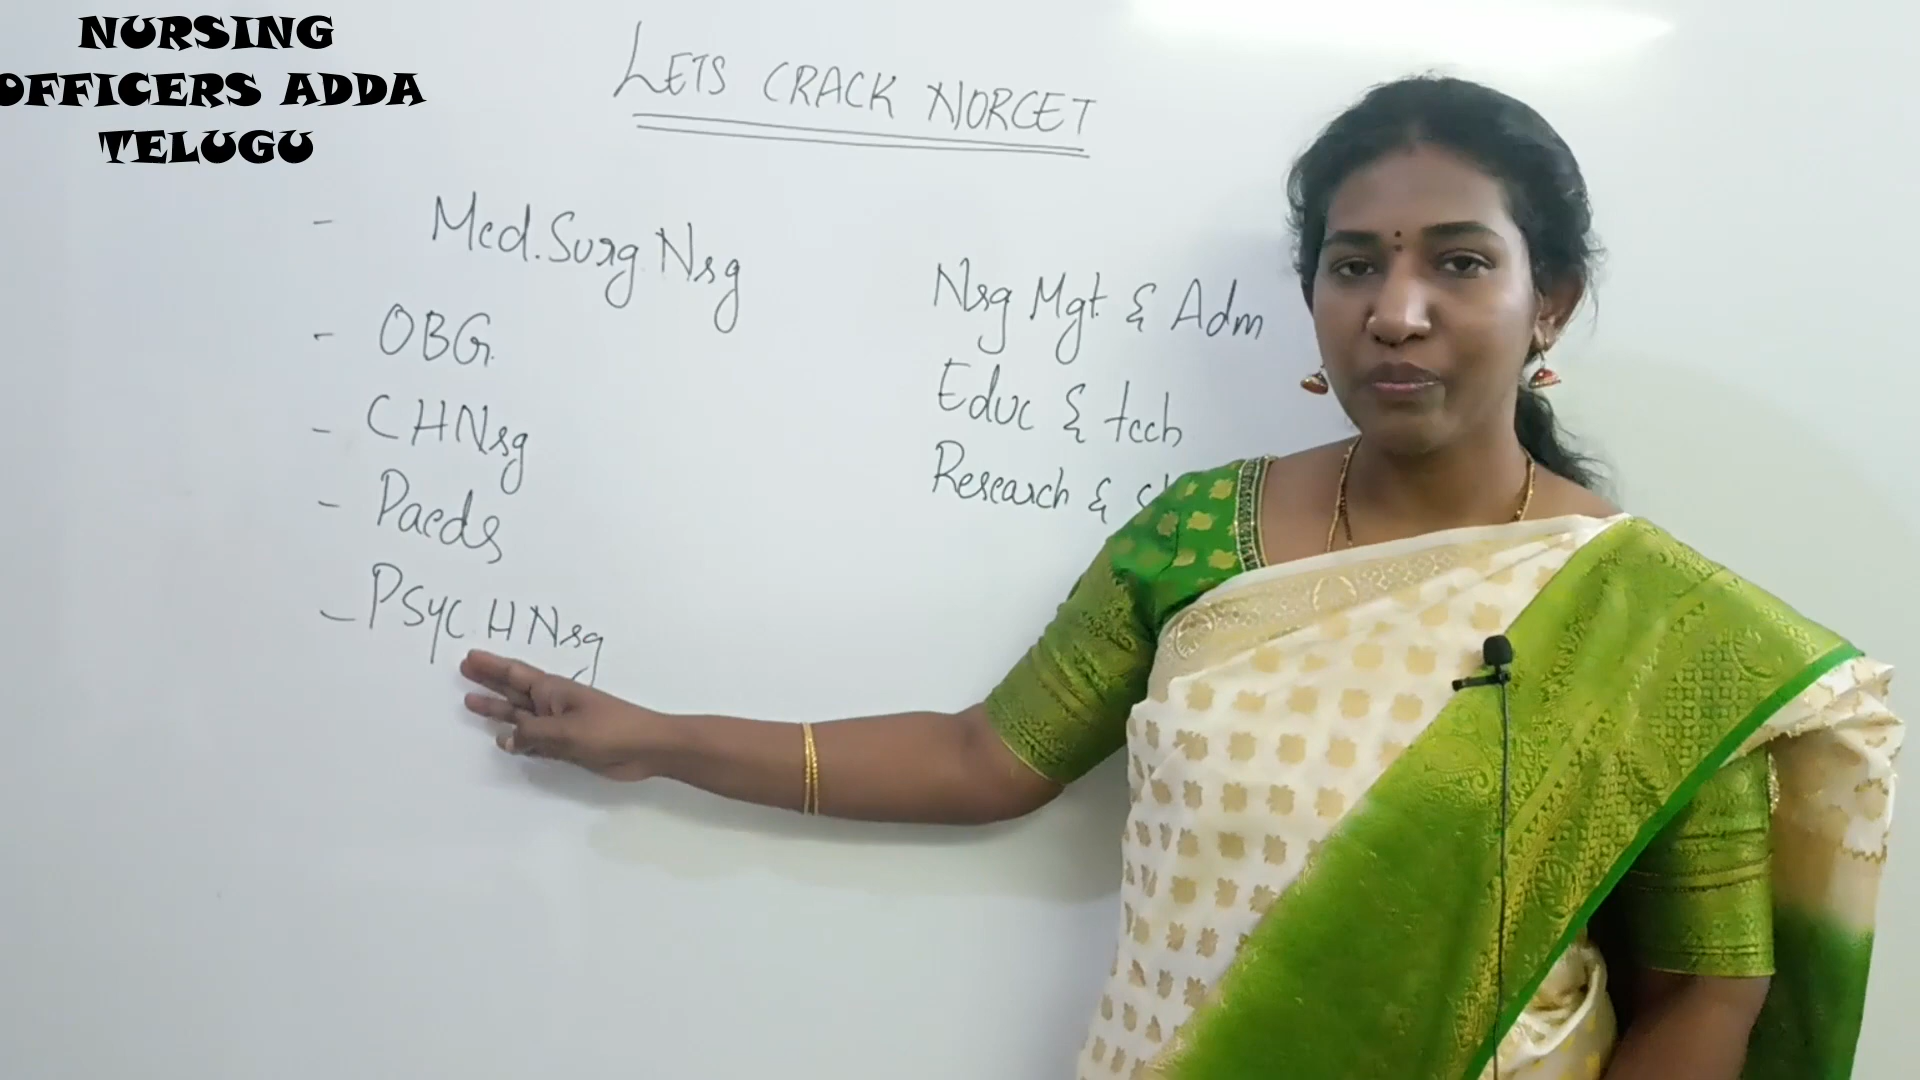 NURSING
OFFICERS ADDA
TELUGU
LETS CRACK NORCET
- Med.Surg Nsg
- OBG
- CHNsg
- Paeds
- PSyCHNsg
Nsg Mgt & Adm
Educ & tech
Research &